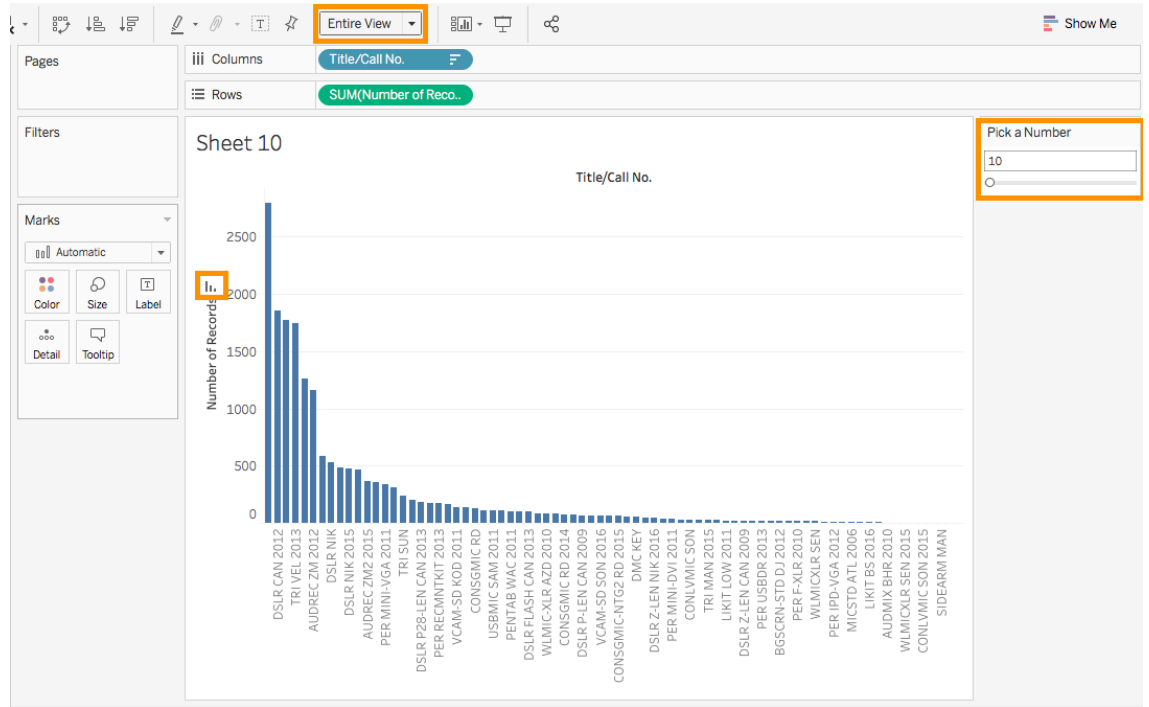 Entire View
Show Me
Pages
Columns
Title/Call No.
Rows
SUM(Number of Reco..
Filters
Marks
Automatic
Color
Size
Label
Detail
Tooltip
Sheet 10
Title/Call No.
Number of Records
2500
2000
1500
1000
500
0
DSLR CAN 2012
TRI VEL 2013
AUDREC ZM 2012
DSLR NIK
DSLR NIK 2015
AUDREC ZM2 2015
PER MINI-VGA 2011
TRI SUN
DSLR P28-LEN CAN 2013
PER RECMNTKIT 2013
VCAM-SD KOD 2011
CONSGMIC RD
USBMIC SAM 2011
PENTAB WAC 2011
DSLR FLASH CAN 2013
WLMIC-XLR AZD 2010
CONSGMIC RD 2014
DSLR P-LEN CAN 2009
VCAM-SD SON 2016
CONSGMIC-NTG2 RD 2015
DMC KEY
DSLR Z-LEN NIK 2016
PER MINI-DVI 2011
CONLVMIC SON
TRI MAN 2015
LIKIT LOW 2011
DSLR Z-LEN CAN 2009
PER USBDR 2013
BGSCRN-STD DJ 2012
PER F-XLR 2010
WLMICXLR SEN
PER IPD-VGA 2012
MICSTD ATL 2006
LIKIT BS 2016
AUDMIX BHR 2010
WLMICXLR SEN 2015
CONLVMIC SON 2015
SIDEARM MAN
Pick a Number
10